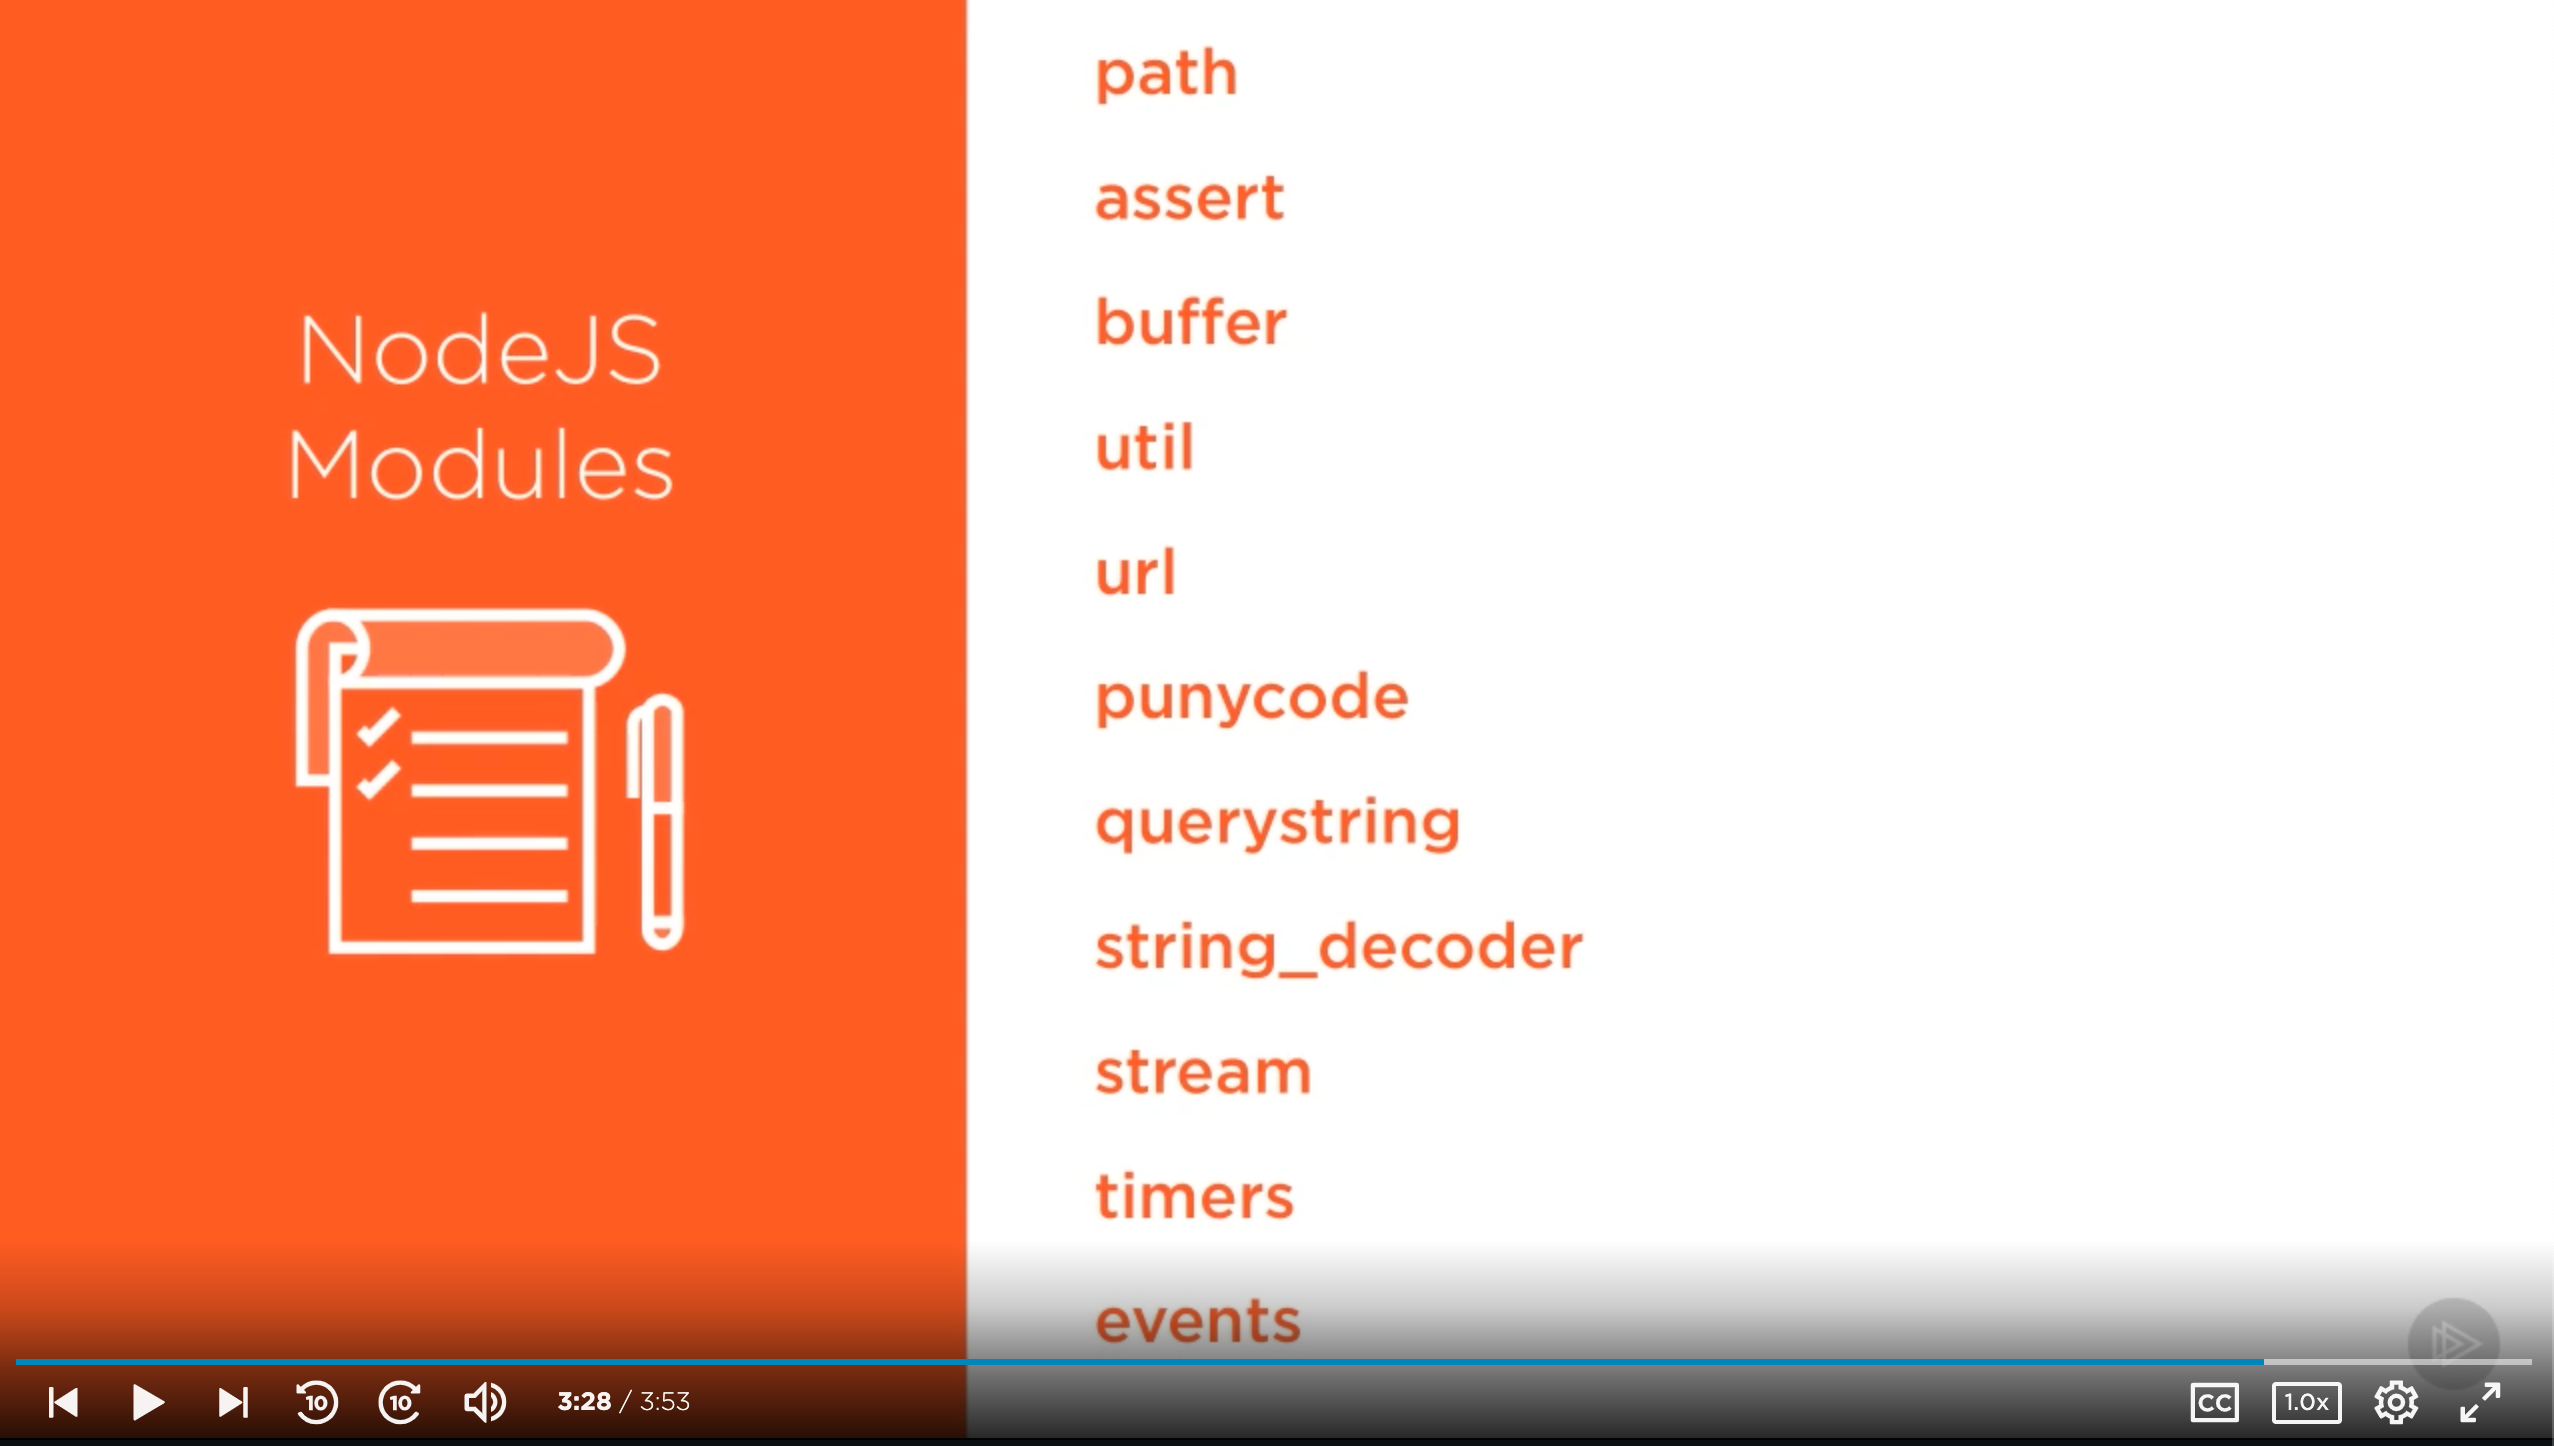 NodeJS
Modules
path
assert
buffer
util
url
punycode
querystring
string_decoder
stream
timers
events
10
10
3:28 / 3:53
CC
1.0x